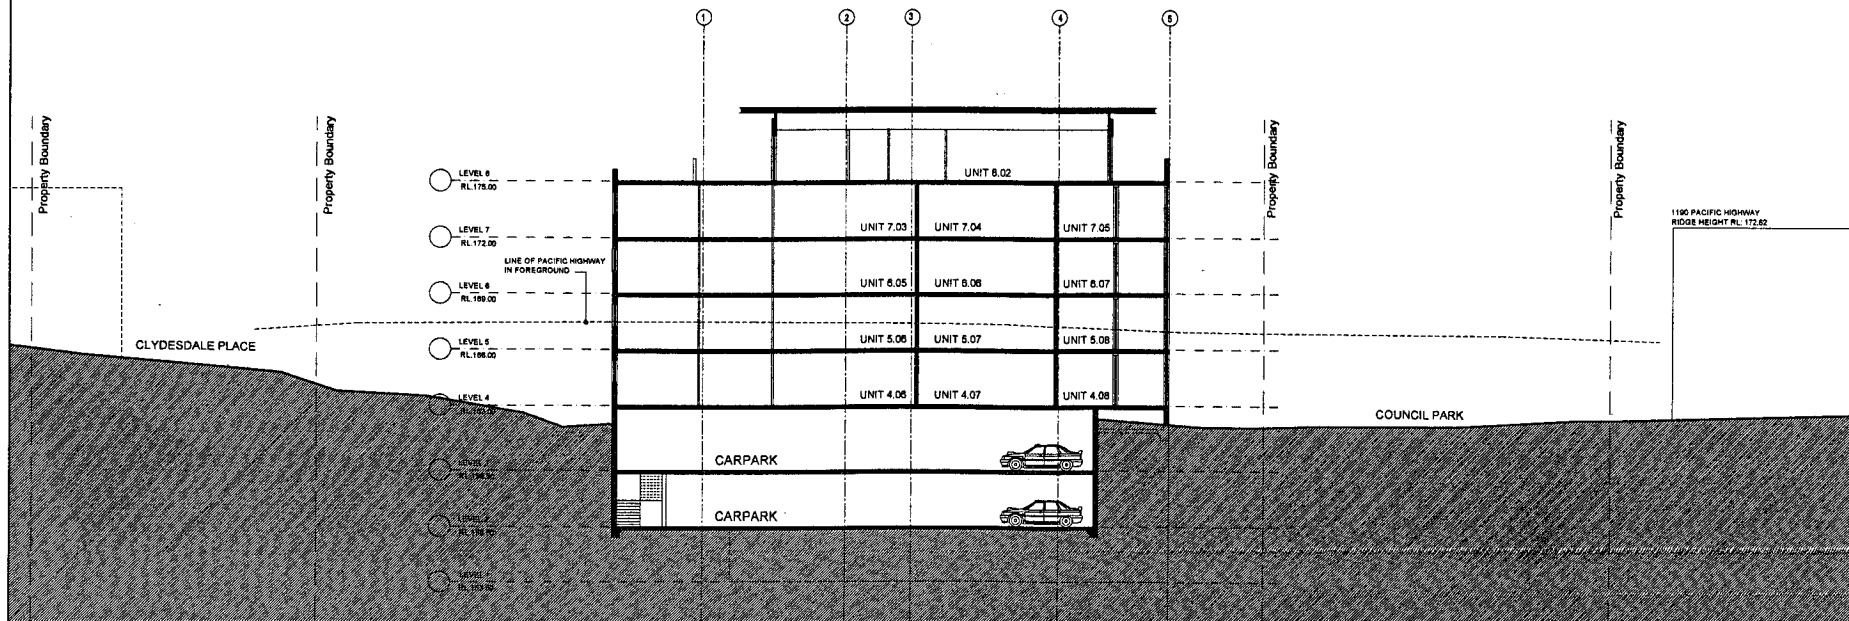 1
2
3
4
5
Property Boundary
Property Boundary
Property Boundary
Property Boundary
UNIT 8.02
RL.175.00
1190 PACIFIC HIGHWAY
RIDGE HEIGHT RL: 172.62
LEVEL 7
RL.172.00
UNIT 7.03
UNIT 7.04
UNIT 7.05
LINE OF PACIFIC HIGHWAY
IN FOREGROUND
LEVEL 6
RL.169.00
UNIT 6.05
UNIT 6.06
UNIT 6.07
CLYDESDALE PLACE
LEVEL 5
RL.166.00
UNIT 5.06
UNIT 5.07
UNIT 5.08
LEVEL 4
UNIT 4.06
UNIT 4.07
UNIT 4.08
COUNCIL PARK
CARPARK
CARPARK